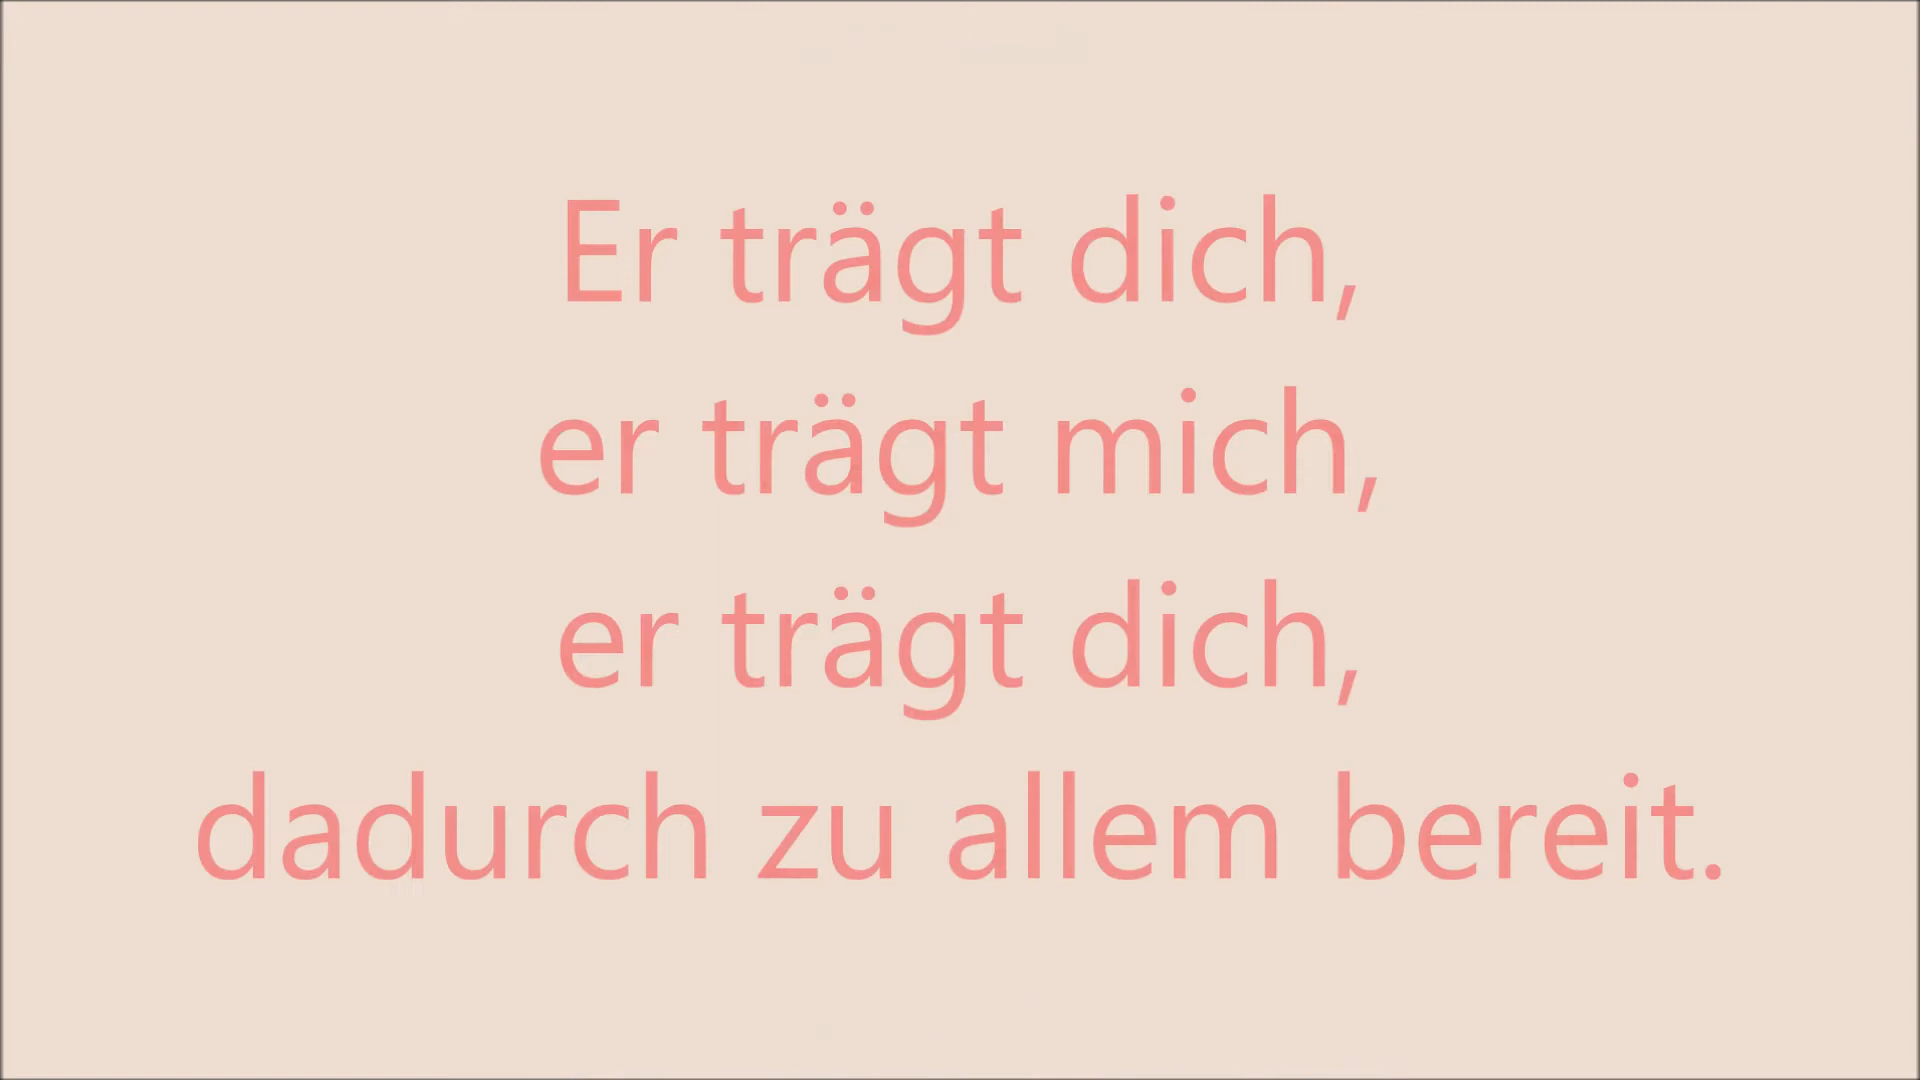 Er trägt dich,
er trägt mich,
er trägt dich,
dadurch zu allem bereit.